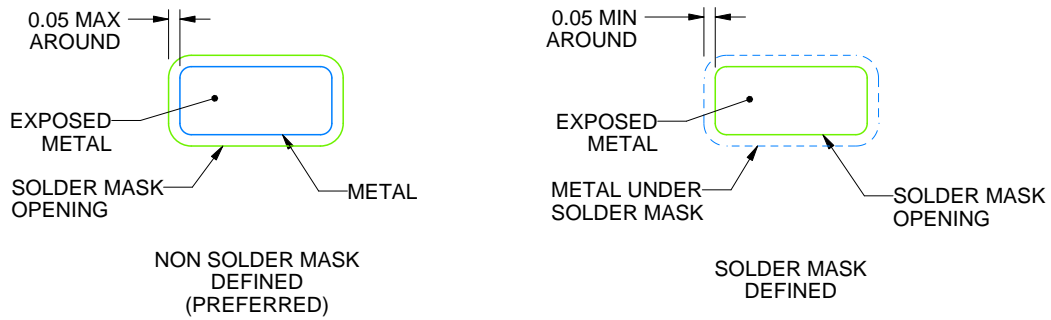 0.05 MAX
AROUND
EXPOSED
METAL
SOLDER MASK
OPENING
METAL
NON SOLDER MASK
DEFINED
(PREFERRED)
0.05 MIN
AROUND
EXPOSED
METAL
METAL UNDER
SOLDER MASK
SOLDER MASK
OPENING
SOLDER MASK
DEFINED